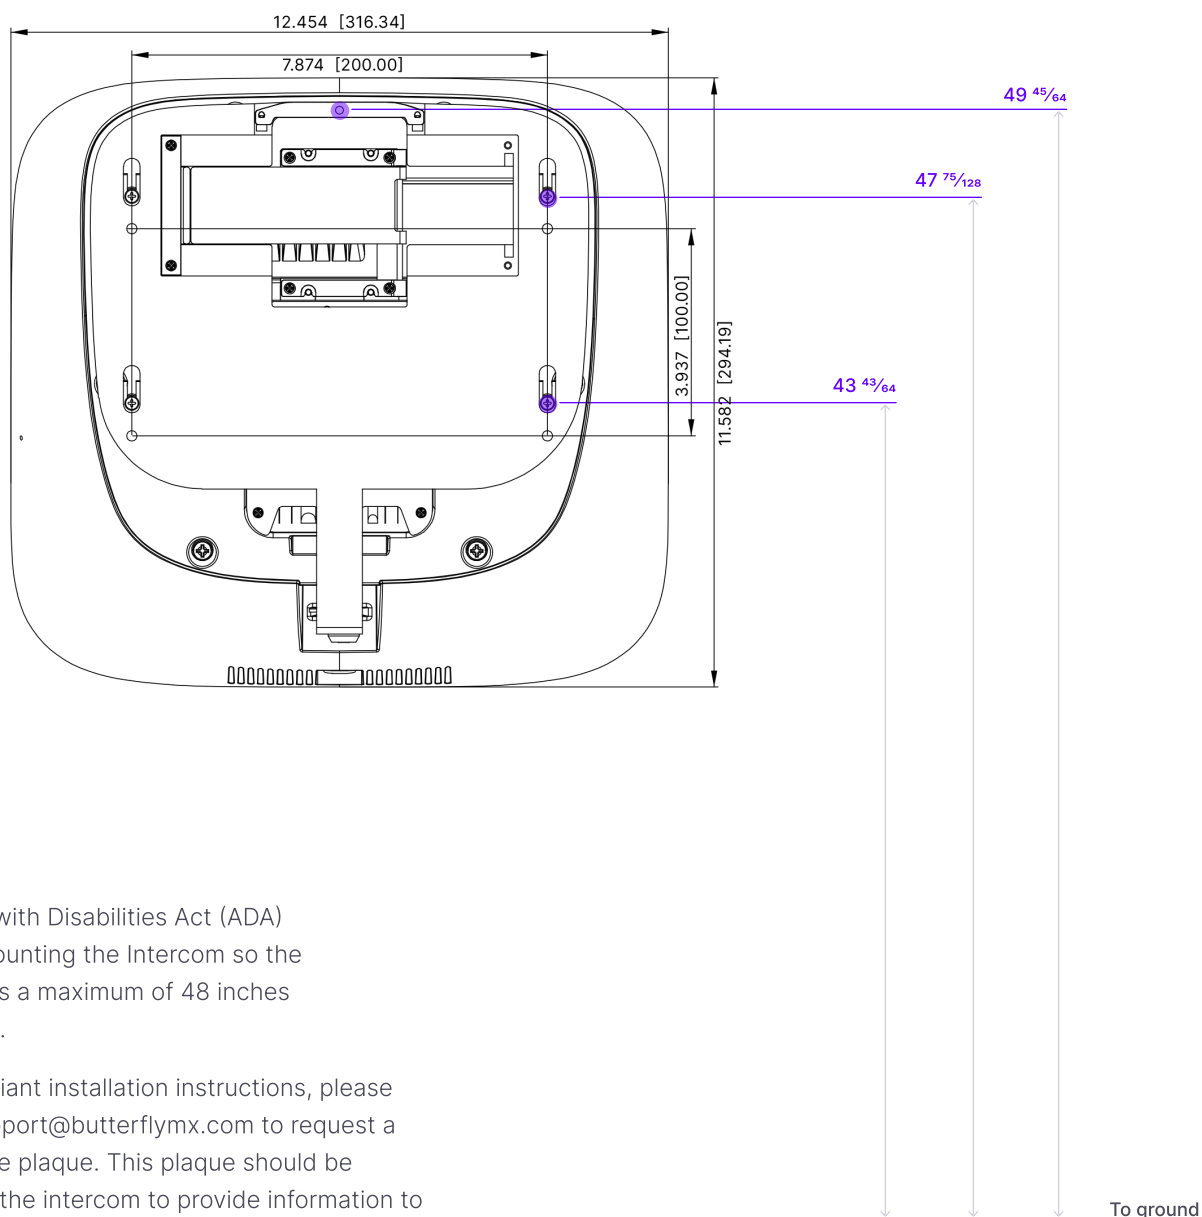 12.454 [316.34]
7.874 [200.00]
49 45/64
47 75/128
3.937 [100.00]
11.582 [294.19]
43 43/64
with Disabilities Act (ADA)
ounting the Intercom so the
s a maximum of 48 inches
.
iant installation instructions, please
port@butterflymx.com to request a
e plaque. This plaque should be
the intercom to provide information to
To ground